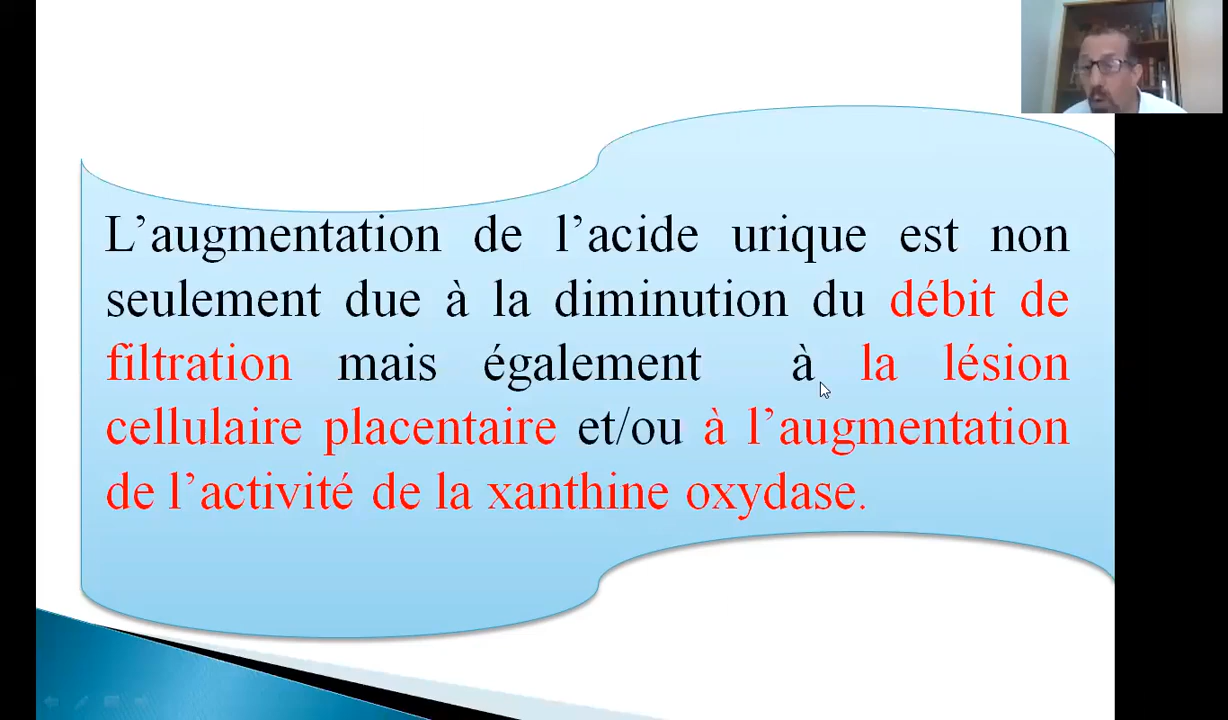 L’augmentation de l’acide urique est non
seulement due à la diminution du débit de
filtration mais également à la lésion
cellulaire placentaire et/ou à l’augmentation
de l’activité de la xanthine oxydase.